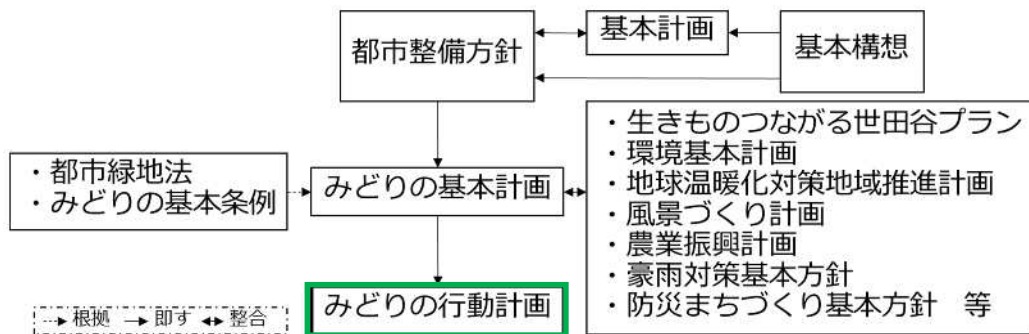 都市整備方針
基本計画
基本構想
・都市緑地法
・みどりの基本条例
みどりの基本計画
・生きものつながる世田谷プラン
・環境基本計画
・地球温暖化対策地域推進計画
・風景づくり計画
・農業振興計画
・豪雨対策基本方針
・防災まちづくり基本方針　等
みどりの行動計画
根拠 即す 整合